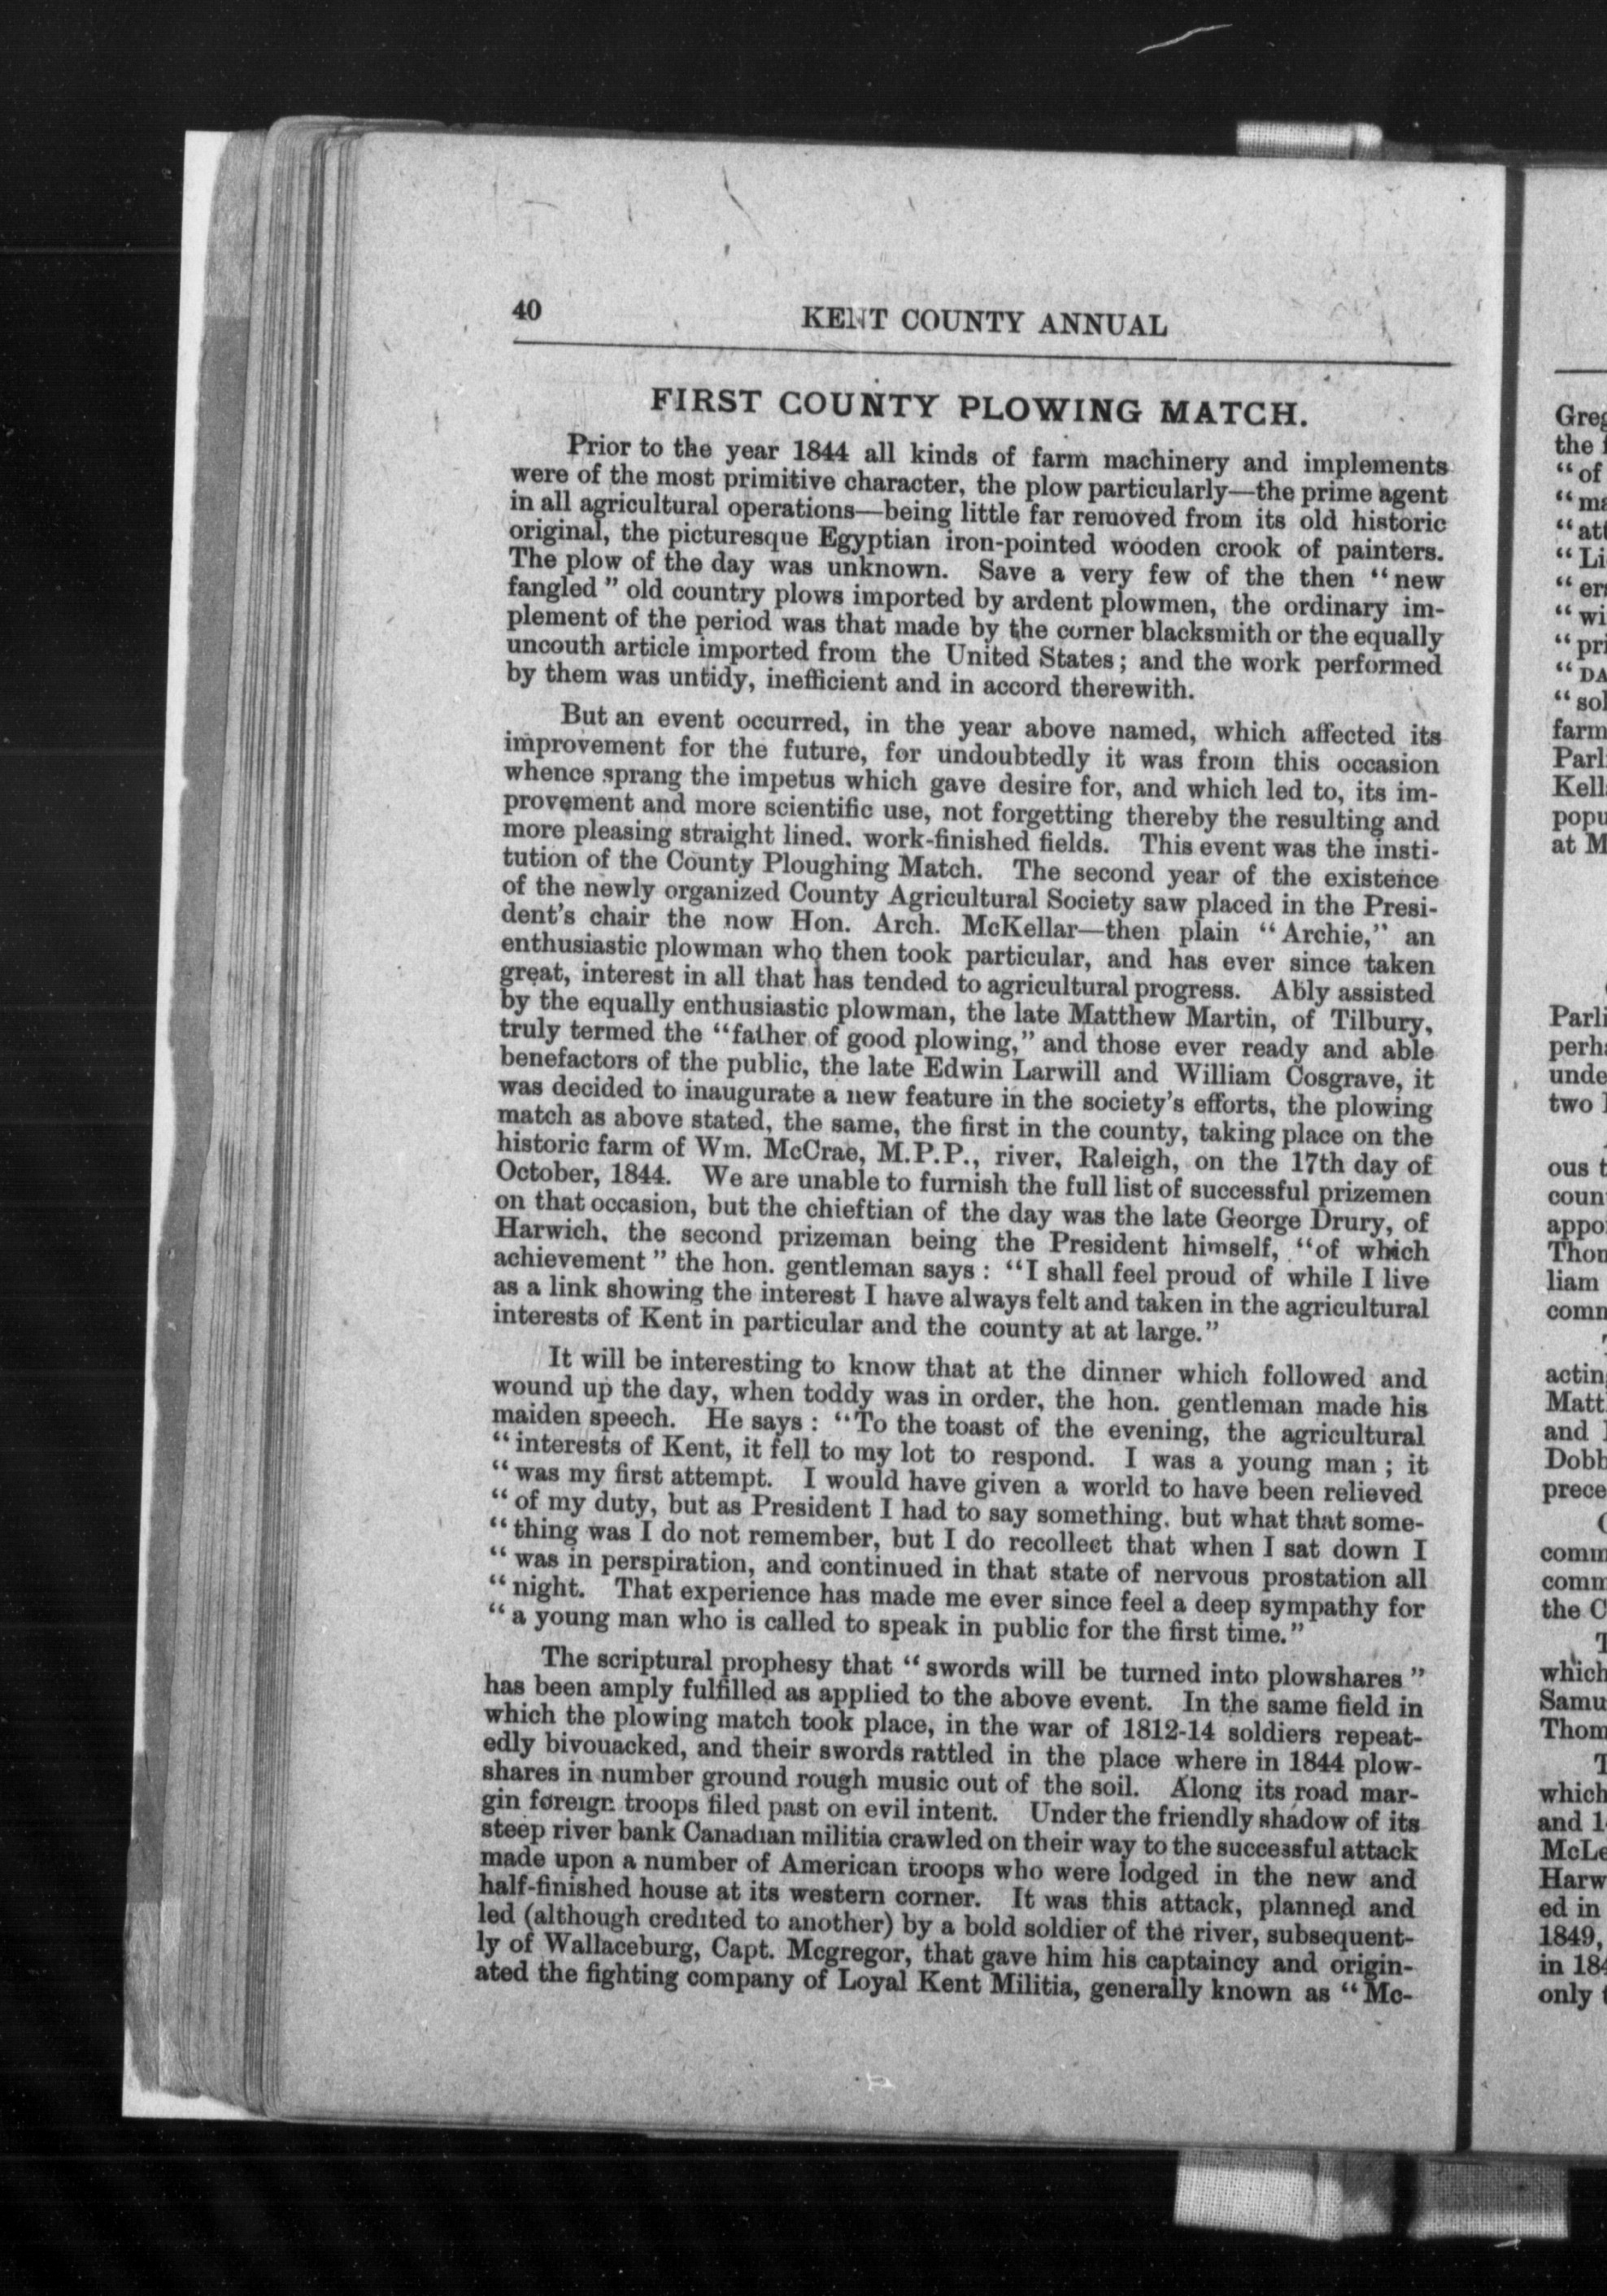 40
KENT COUNTY ANNUAL
FIRST COUNTY PLOWING MATCH.
Prior to the year 1844 all kinds of farm machinery and implements
were of the most primitive character, the plow particularly—the prime agent
in all agricultural operations—being little far removed from its old historic
original, the picturesque Egyptian iron-pointed wooden crook of painters.
The plow of the day was unknown. Save a very few of the then "new
fangled" old country plows imported by ardent plowmen, the ordinary im-
plement of the period was that made by the corner blacksmith or the equally
uncouth article imported from the United States; and the work performed
by them was untidy, inefficient and in accord therewith.
But an event occurred, in the year above named, which affected its
improvement for the future, for undoubtedly it was from this occasion
whence sprang the impetus which gave desire for, and which led to, its im-
provement and more scientific use, not forgetting thereby the resulting and
more pleasing straight lined, work-finished fields. This event was the insti-
tution of the County Ploughing Match. The second year of the existence
of the newly organized County Agricultural Society saw placed in the Presi-
dent's chair the now Hon. Arch. McKellar—then plain "Archie," an
enthusiastic plowman who then took particular, and has ever since taken
great, interest in all that has tended to agricultural progress. Ably assisted
by the equally enthusiastic plowman, the late Matthew Martin, of Tilbury,
truly termed the "father of good plowing," and those ever ready and able
benefactors of the public, the late Edwin Larwill and William Cosgrave, it
was decided to inaugurate a new feature in the society's efforts, the plowing
match as above stated, the same, the first in the county, taking place on the
historic farm of Wm. McCrae, M.P.P., river, Raleigh, on the 17th day of
October, 1844. We are unable to furnish the full list of successful prizemen
on that occasion, but the chieftian of the day was the late George Drury, of
Harwich, the second prizeman being the President himself, "of which
achievement" the hon. gentleman says: "I shall feel proud of while I live
as a link showing the interest I have always felt and taken in the agricultural
interests of Kent in particular and the county at at large."
It will be interesting to know that at the dinner which followed and
wound up the day, when toddy was in order, the hon. gentleman made his
maiden speech. He says: "To the toast of the evening, the agricultural
"interests of Kent, it fell to my lot to respond. I was a young man; it
"was my first attempt. I would have given a world to have been relieved
"of my duty, but as President I had to say something, but what that some-
"thing was I do not remember, but I do recollect that when I sat down I
"was in perspiration, and continued in that state of nervous prostation all
"night. That experience has made me ever since feel a deep sympathy for
"a young man who is called to speak in public for the first time."
The scriptural prophesy that "swords will be turned into plowshares"
has been amply fulfilled as applied to the above event. In the same field in
which the plowing match took place, in the war of 1812-14 soldiers repeat-
edly bivouacked, and their swords rattled in the place where in 1844 plow-
shares in number ground rough music out of the soil. Along its road mar-
gin foreign troops filed past on evil intent. Under the friendly shadow of its
steep river bank Canadian militia crawled on their way to the successful attack
made upon a number of American troops who were lodged in the new and
half-finished house at its western corner. It was this attack, planned and
led (although credited to another) by a bold soldier of the river, subsequent-
ly of Wallaceburg, Capt. Mcgregor, that gave him his captaincy and origin-
ated the fighting company of Loyal Kent Militia, generally known as "Mc-